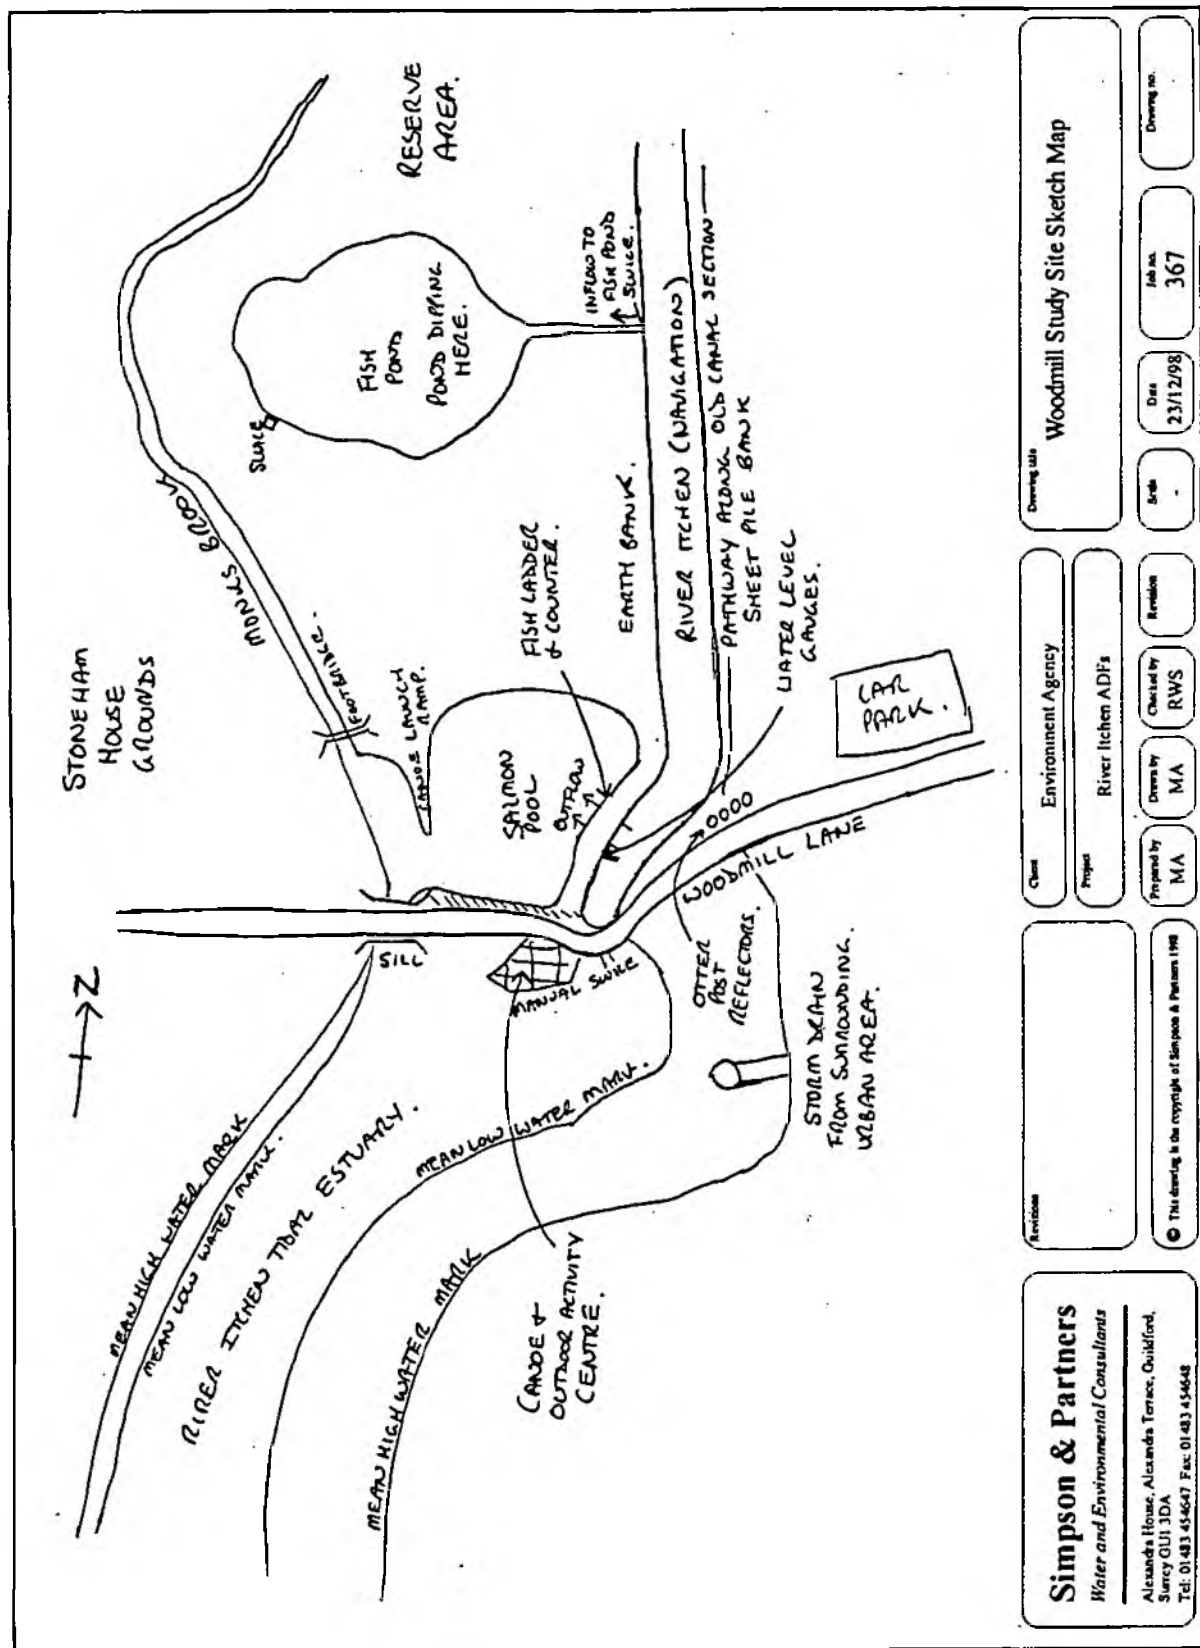 STONEHAM
HOUSE
GROUNDS
RESERVE
AREA.
MONKS BROOK
FOOTBRIDGE.
CANOE LAUNCH
RAMP.
SLUICE
FISH
POND
POND DIPPING
HERE.
INFLOW TO
FISH POND
SLUICE.
SALMON
POOL
OUTFLOW
FISH LADDER
+ COUNTER.
EARTH BANK.
RIVER ITCHEN (NAVIGATION)
PATHWAY ALONG OLD CANAL SECTION
SHEET PILE BANK
WATER LEVEL
GAUGES.
CAR
PARK.
WOODMILL LANE
OTTER
POST
REFLECTORS.
STORM DRAIN
FROM SURROUNDING
URBAN AREA.
→ N
SILL
MANUAL SLUICE
MEAN HIGH WATER MARK
MEAN LOW WATER MARK.
RIRER ITCHEN TIDAL ESTUARY.
MEAN LOW WATER MARK.
MEAN HIGH WATER MARK
CANOE +
OUTDOOR ACTIVITY
CENTRE.
Simpson & Partners
Water and Environmental Consultants
Alexandra House, Alexandra Terrace, Guildford,
Surrey GU1 3DA
Tel: 01483 454647 Fax: 01483 454648
Revisions
© This drawing is the copyright of Simpson & Partners 1998
Client
Environment Agency
Project
River Itchen ADFs
Prepared by
MA
Drawn by
MA
Checked by
RWS
Revision
Drawing title
Woodmill Study Site Sketch Map
Scale
-
Date
23/12/98
Job no.
367
Drawing no.